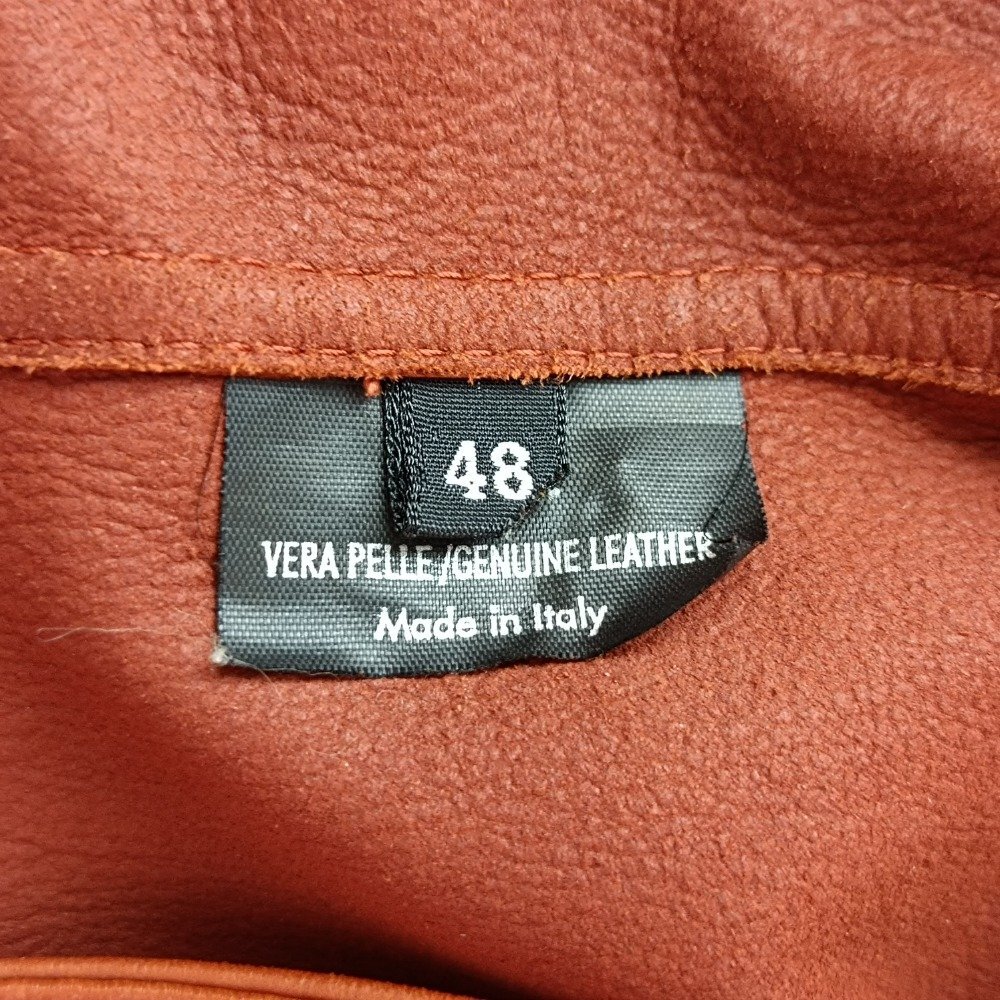 48
VERA PELLE/GENUINE LEATHER
Made in Italy